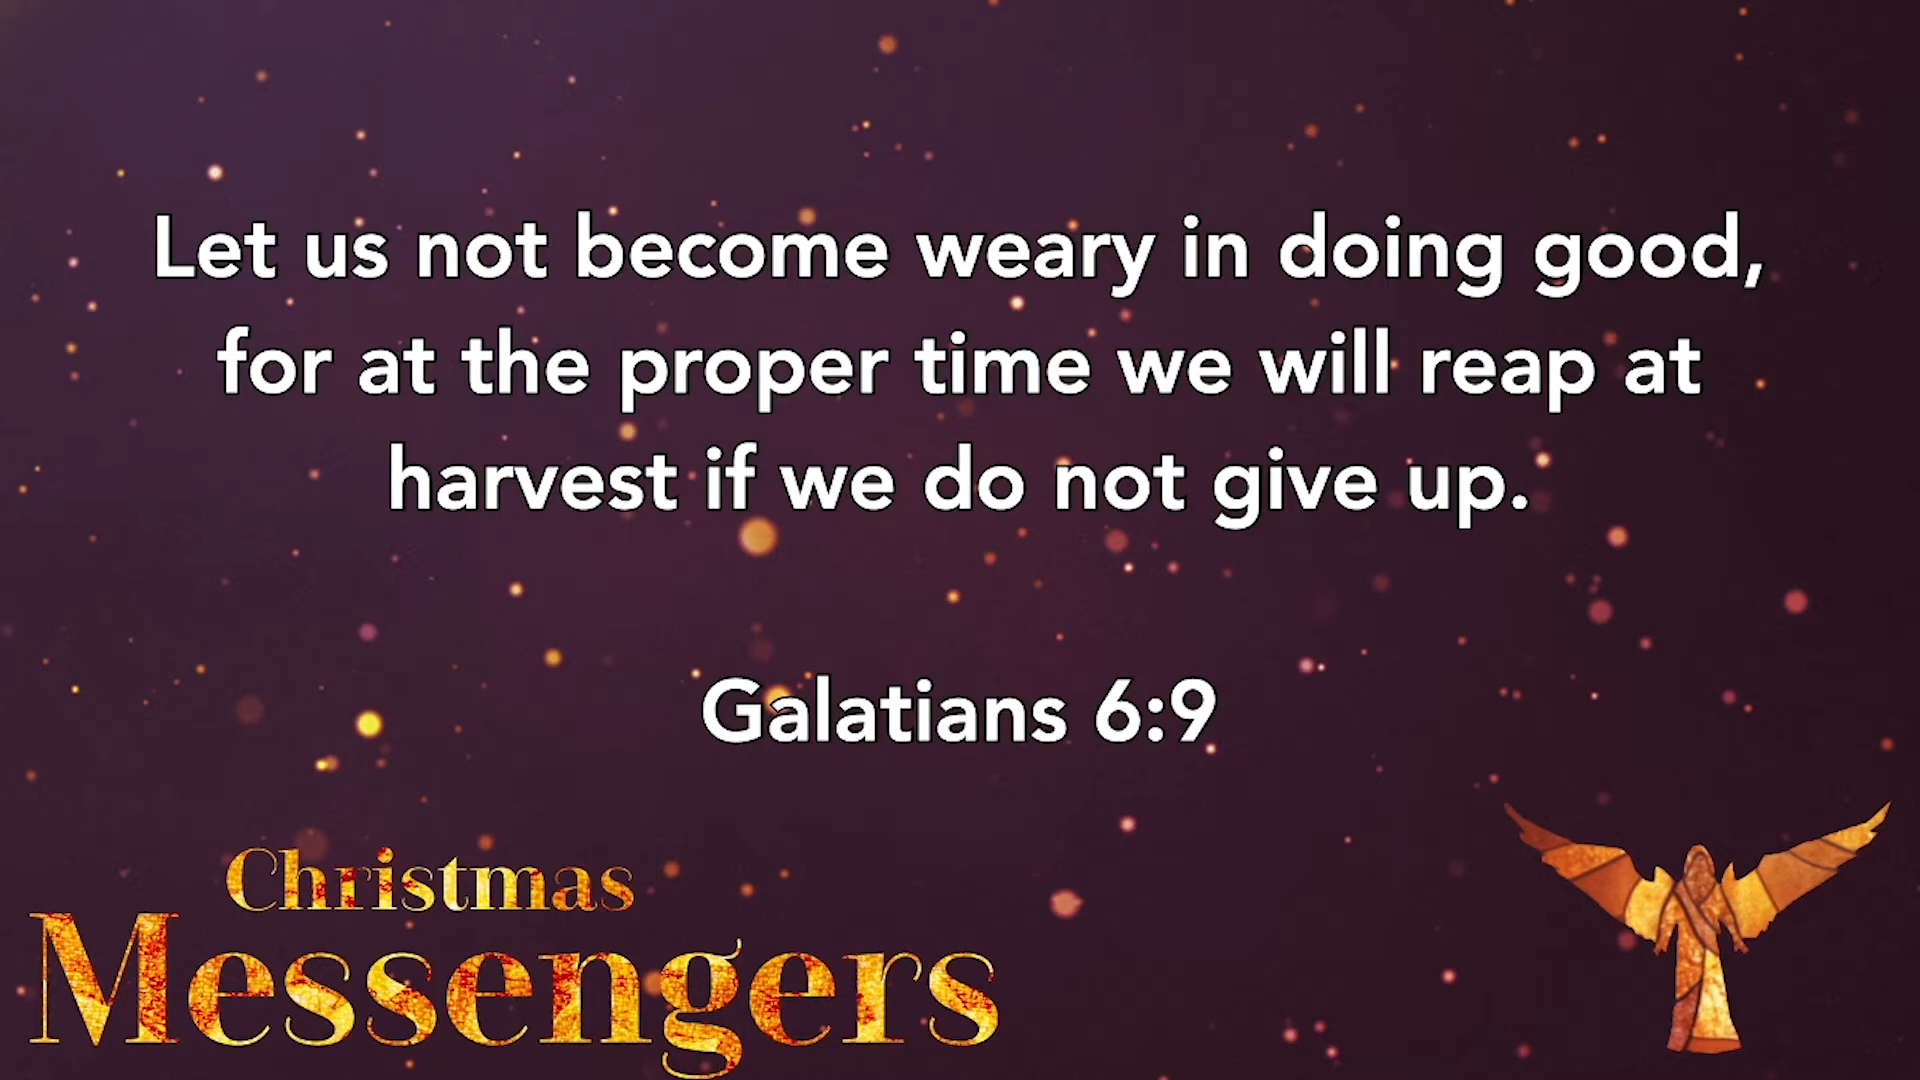 Let us not become weary in doing good,
for at the proper time we will reap at
harvest if we do not give up.
Galatians 6:9
Christmas
Messengers